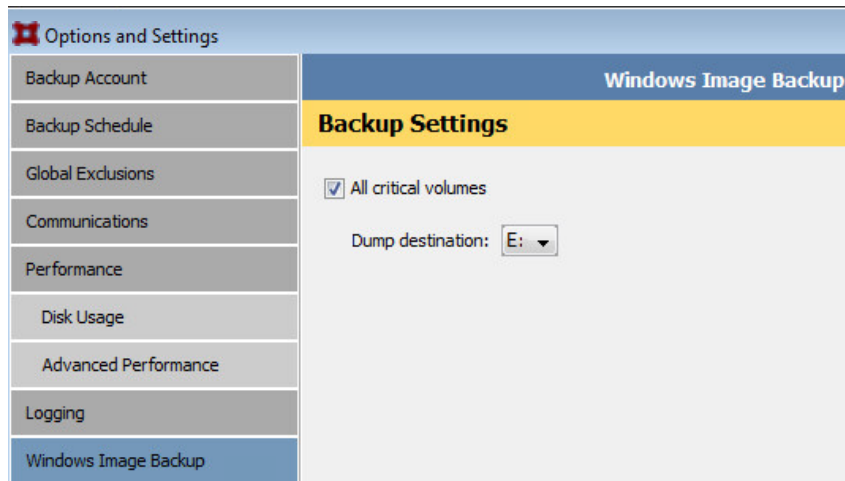 Options and Settings
Backup Account
Backup Schedule
Global Exclusions
Communications
Performance
Disk Usage
Advanced Performance
Logging
Windows Image Backup
Windows Image Backup
Backup Settings
All critical volumes
Dump destination: E: